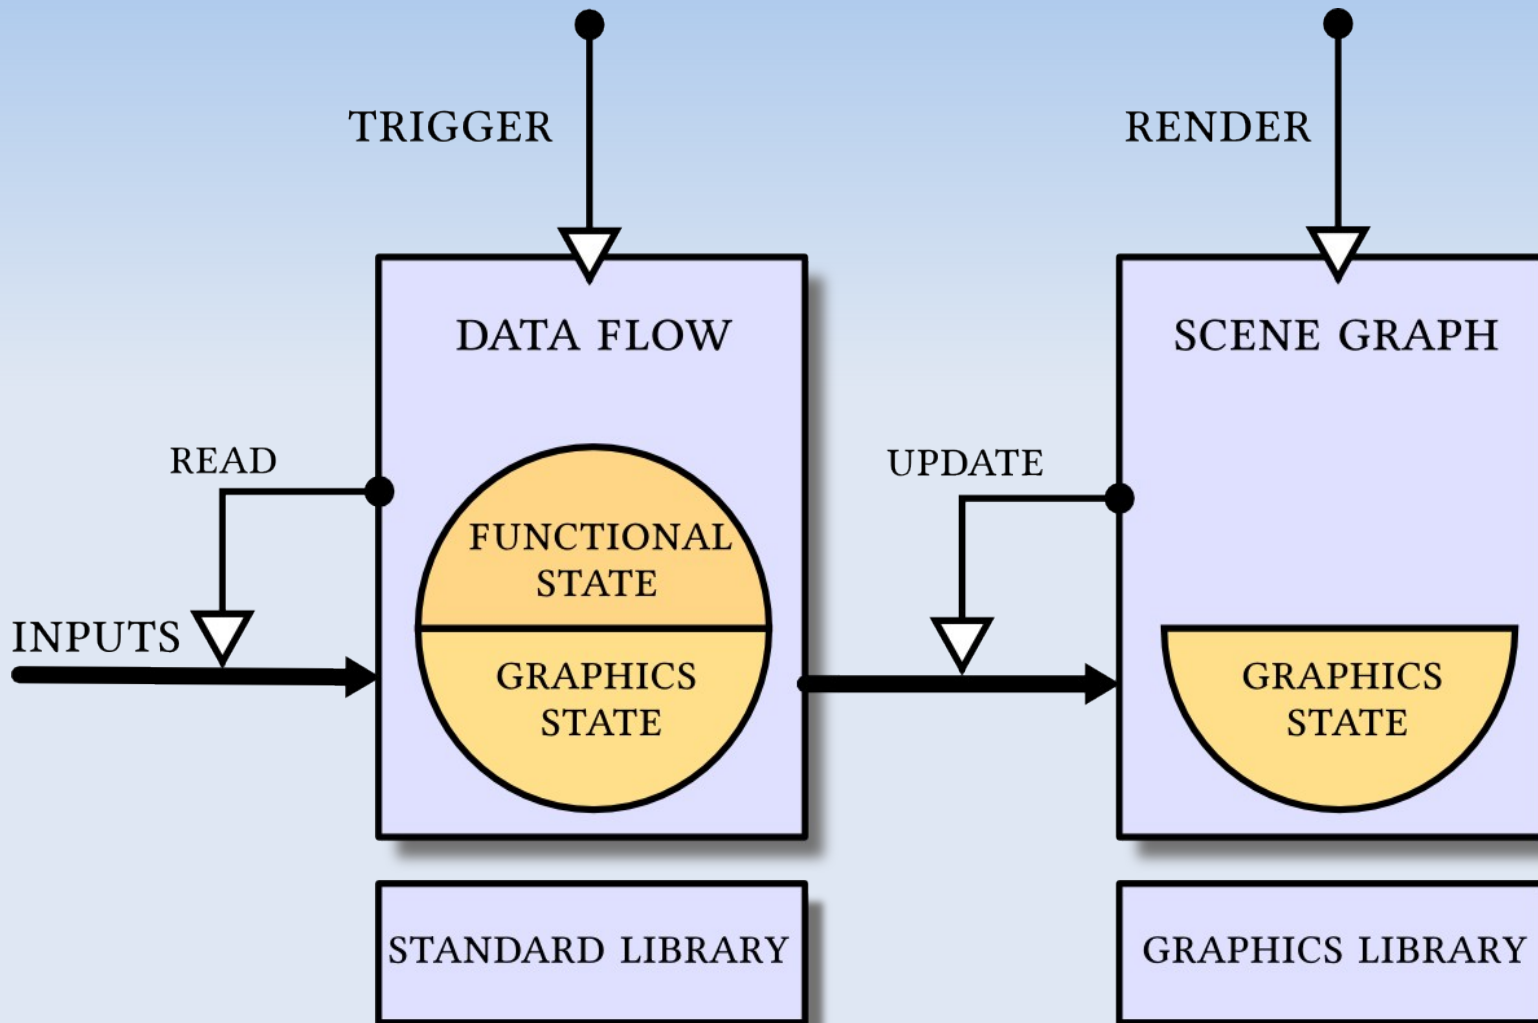 TRIGGER
RENDER
DATA FLOW
SCENE GRAPH
READ
UPDATE
FUNCTIONAL
STATE
INPUTS
GRAPHICS
STATE
GRAPHICS
STATE
STANDARD LIBRARY
GRAPHICS LIBRARY